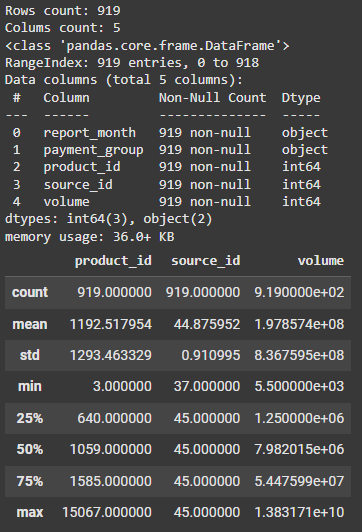 Rows count: 919
Colums count: 5
<class 'pandas.core.frame.DataFrame'>
RangeIndex: 919 entries, 0 to 918
Data columns (total 5 columns):
 #   Column         Non-Null Count  Dtype
---  ------         --------------  -----
 0   report_month   919 non-null    object
 1   payment_group  919 non-null    object
 2   product_id     919 non-null    int64
 3   source_id      919 non-null    int64
 4   volume         919 non-null    int64
dtypes: int64(3), object(2)
memory usage: 36.0+ KB
product_id source_id volume
count 919.000000 919.000000 9.190000e+02
mean 1192.517954 44.875952 1.978574e+08
std 1293.463329 0.910995 8.367595e+08
min 3.000000 37.000000 5.500000e+03
25% 640.000000 45.000000 1.250000e+06
50% 1059.000000 45.000000 7.982015e+06
75% 1585.000000 45.000000 5.447599e+07
max 15067.000000 45.000000 1.383171e+10